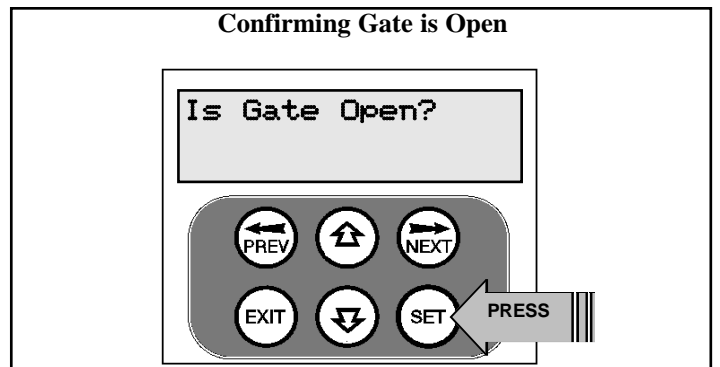 Confirming Gate is Open
Is Gate Open?
PREV
NEXT
EXIT
SET
PRESS